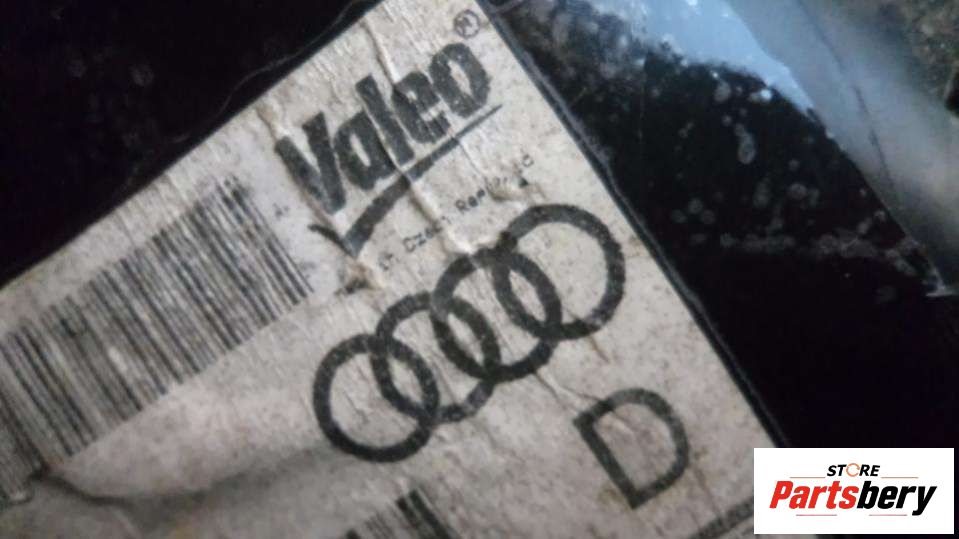 Valeo
Czech Republic
D
STORE
Partsbery